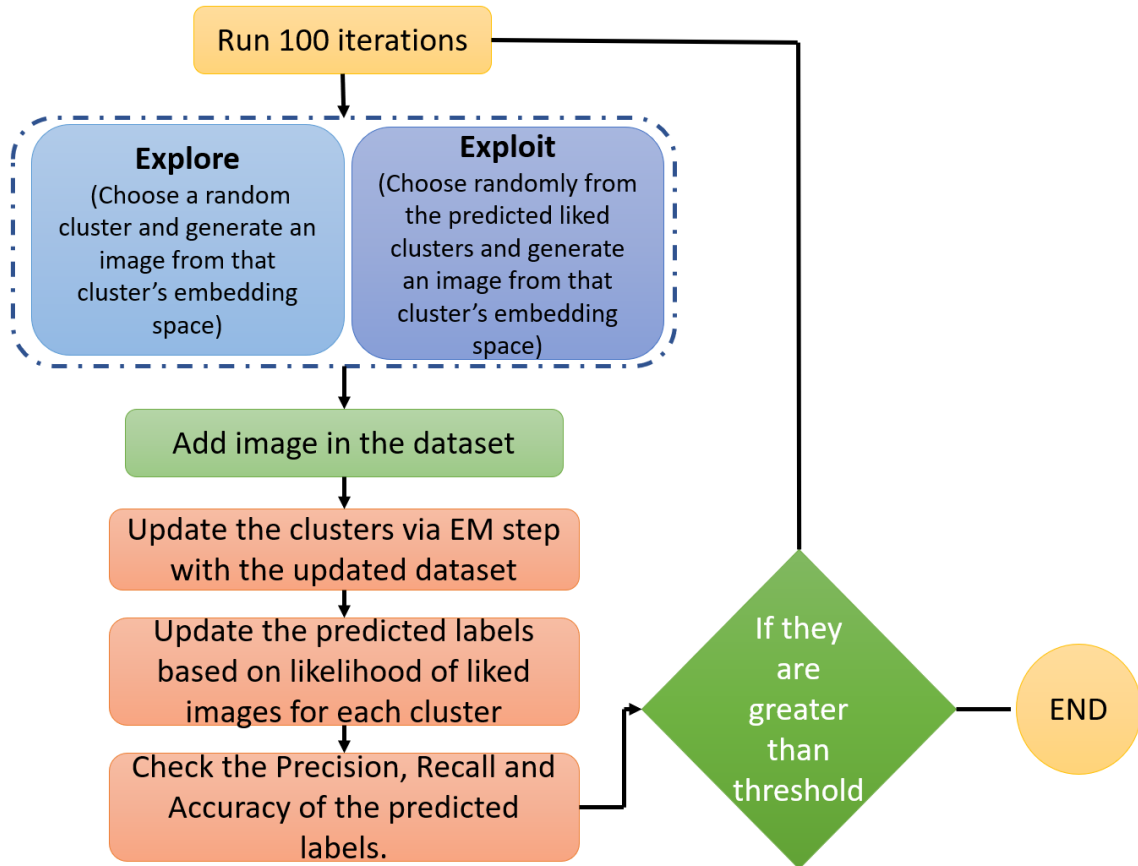 Run 100 iterations
Explore
(Choose a random
cluster and generate an
image from that
cluster’s embedding
space)
Exploit
(Choose randomly from
the predicted liked
clusters and generate
an image from that
cluster’s embedding
space)
Add image in the dataset
Update the clusters via EM step
with the updated dataset
Update the predicted labels
based on likelihood of liked
images for each cluster
Check the Precision, Recall and
Accuracy of the predicted
labels.
If they
are
greater
than
threshold
END